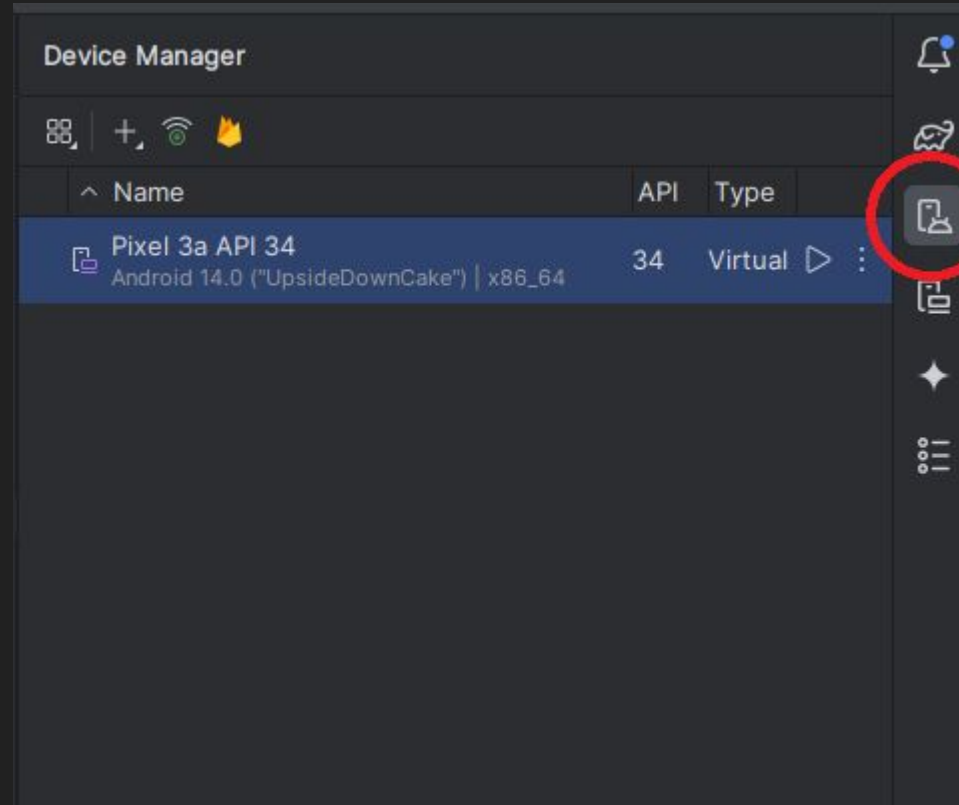 Device Manager
Name API Type
Pixel 3a API 34
Android 14.0 ("UpsideDownCake") | x86_64
34 Virtual